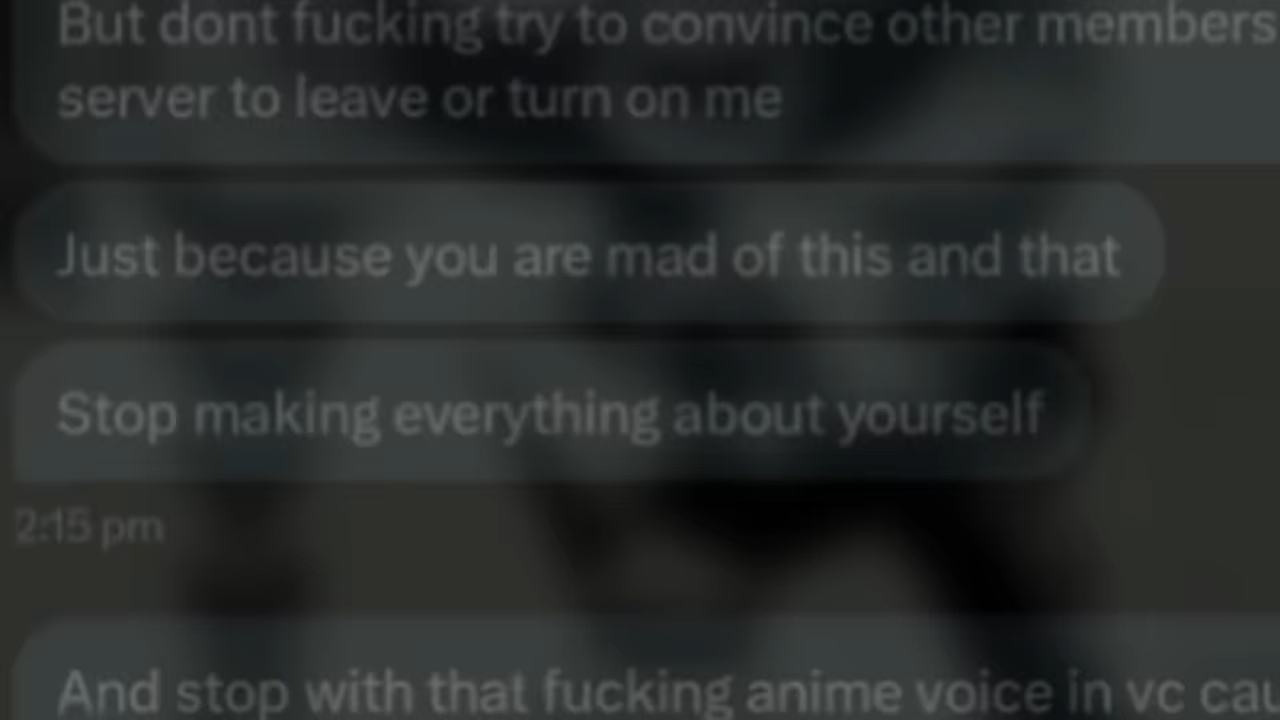 But dont fucking try to convince other members
server to leave or turn on me
Just because you are mad of this and that
Stop making everything about yourself
2:15 pm
And stop with that fucking anime voice in vc